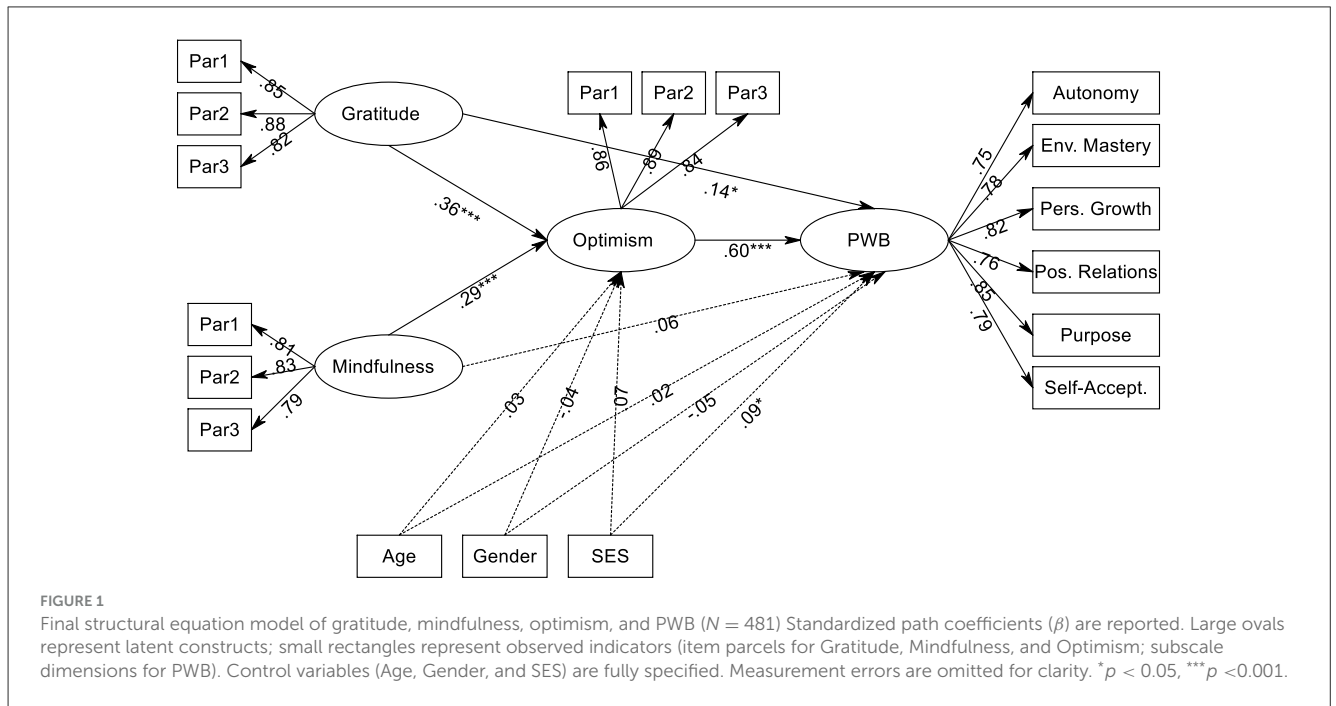 Par1
.85
Par2
.88
Par3
.82
Gratitude
Par1
Par2
Par3
.86
.89
.84
.14*
.36***
Optimism
.60***
PWB
.75
Autonomy
.78
Env. Mastery
.82
Pers. Growth
.76
Pos. Relations
.85
Purpose
.79
Self-Accept.
.29***
Par1
.81
Par2
.83
Par3
.79
Mindfulness
.06
.03
-.04
.07
.02
-.05
.09*
Age
Gender
SES
FIGURE 1
Final structural equation model of gratitude, mindfulness, optimism, and PWB (N = 481) Standardized path coefficients (β) are reported. Large ovals
represent latent constructs; small rectangles represent observed indicators (item parcels for Gratitude, Mindfulness, and Optimism; subscale
dimensions for PWB). Control variables (Age, Gender, and SES) are fully specified. Measurement errors are omitted for clarity. *p < 0.05, ***p <0.001.